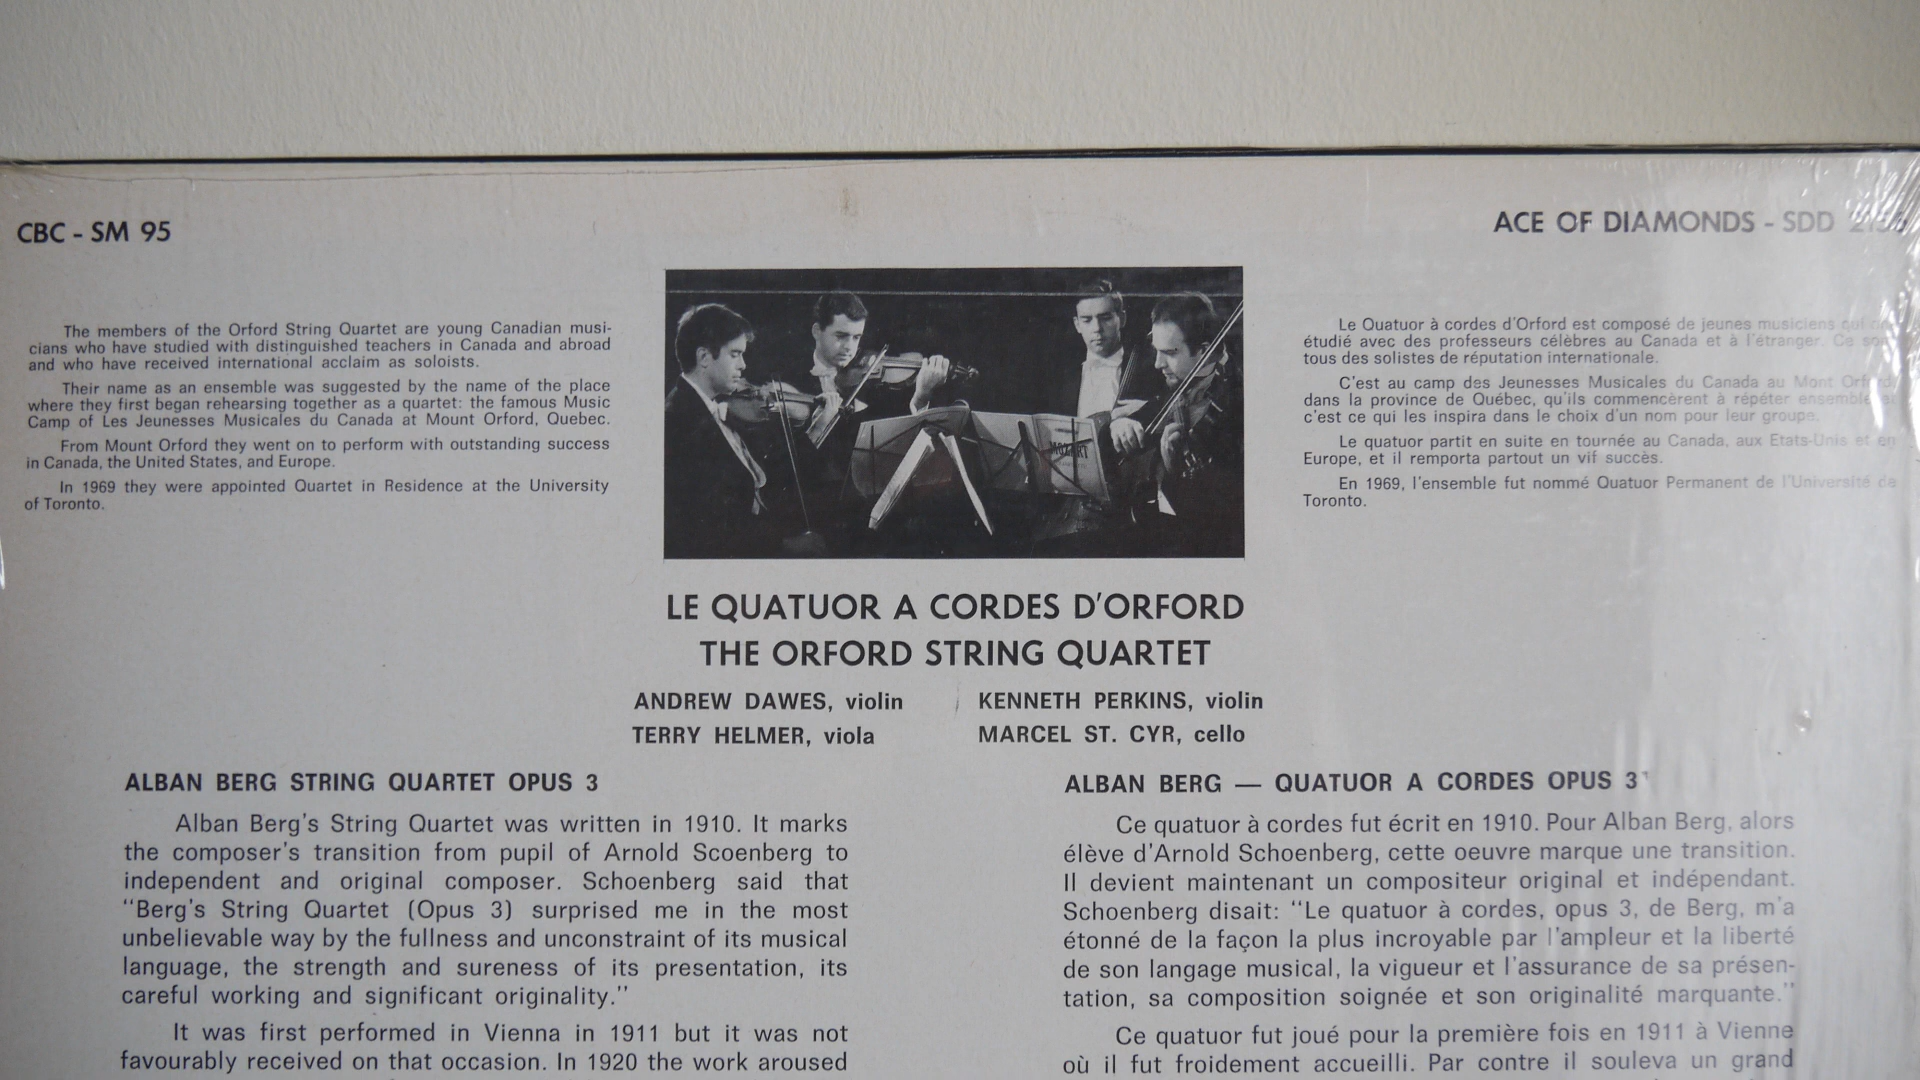 CBC - SM 95
ACE OF DIAMONDS - SDD
The members of the Orford String Quartet are young Canadian musi-
cians who have studied with distinguished teachers in Canada and abroad
and who have received international acclaim as soloists.
Their name as an ensemble was suggested by the name of the place
where they first began rehearsing together as a quartet: the famous Music
Camp of Les Jeunesses Musicales du Canada at Mount Orford, Quebec.
From Mount Orford they went on to perform with outstanding success
in Canada, the United States, and Europe.
In 1969 they were appointed Quartet in Residence at the University
of Toronto.
MOZART
Le Quatuor à cordes d'Orford est composé de jeunes musiciens qui
étudié avec des professeurs célèbres au Canada et à l'étranger. Ce
tous des solistes de réputation internationale.
C'est au camp des Jeunesses Musicales du Canada au Mont Orford,
dans la province de Québec, qu'ils commencèrent à répéter ensemble
c'est ce qui les inspira dans le choix d'un nom pour leur groupe.
Le quatuor partit en suite en tournée au Canada, aux Etats-Unis et en
Europe, et il remporta partout un vif succès.
En 1969, l'ensemble fut nommé Quatuor Permanent de l'Université de
Toronto.
LE QUATUOR A CORDES D'ORFORD
THE ORFORD STRING QUARTET
ANDREW DAWES, violin
KENNETH PERKINS, violin
TERRY HELMER, viola
MARCEL ST. CYR, cello
ALBAN BERG STRING QUARTET OPUS 3
Alban Berg's String Quartet was written in 1910. It marks
the composer's transition from pupil of Arnold Scoenberg to
independent and original composer. Schoenberg said that
"Berg's String Quartet (Opus 3) surprised me in the most
unbelievable way by the fullness and unconstraint of its musical
language, the strength and sureness of its presentation, its
careful working and significant originality."
It was first performed in Vienna in 1911 but it was not
favourably received on that occasion. In 1920 the work aroused
ALBAN BERG — QUATUOR A CORDES OPUS 3
Ce quatuor à cordes fut écrit en 1910. Pour Alban Berg, alors
élève d'Arnold Schoenberg, cette oeuvre marque une transition.
Il devient maintenant un compositeur original et indépendant.
Schoenberg disait: "Le quatuor à cordes, opus 3, de Berg, m'a
étonné de la façon la plus incroyable par l'ampleur et la liberté
de son langage musical, la vigueur et l'assurance de sa présen-
tation, sa composition soignée et son originalité marquante."
Ce quatuor fut joué pour la première fois en 1911 à Vienne
où il fut froidement accueilli. Par contre il souleva un grand